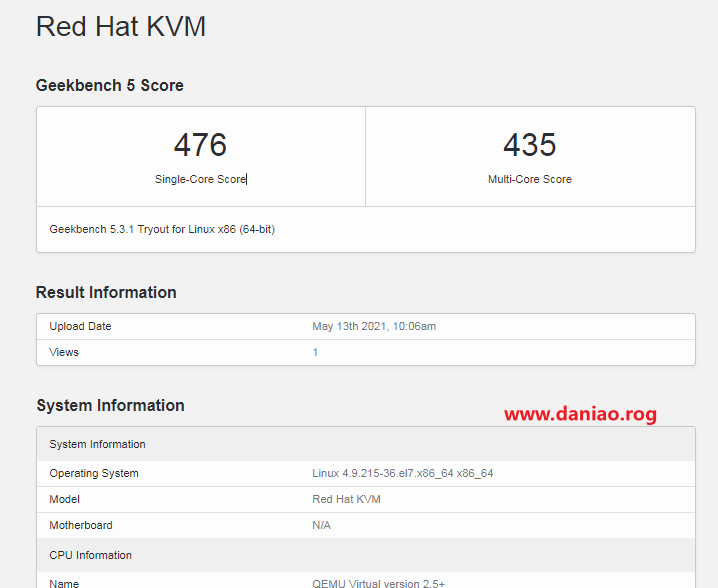 Red Hat KVM
Geekbench 5 Score
476
435
Single-Core Score
Multi-Core Score
Geekbench 5.3.1 Tryout for Linux x86 (64-bit)
Result Information
Upload Date May 13th 2021, 10:06am
Views 1
System Information
www.daniao.rog
System Information
Operating System Linux 4.9.215-36.el7.x86_64 x86_64
Model Red Hat KVM
Motherboard N/A
CPU Information
Name QEMU Virtual version 2.5+